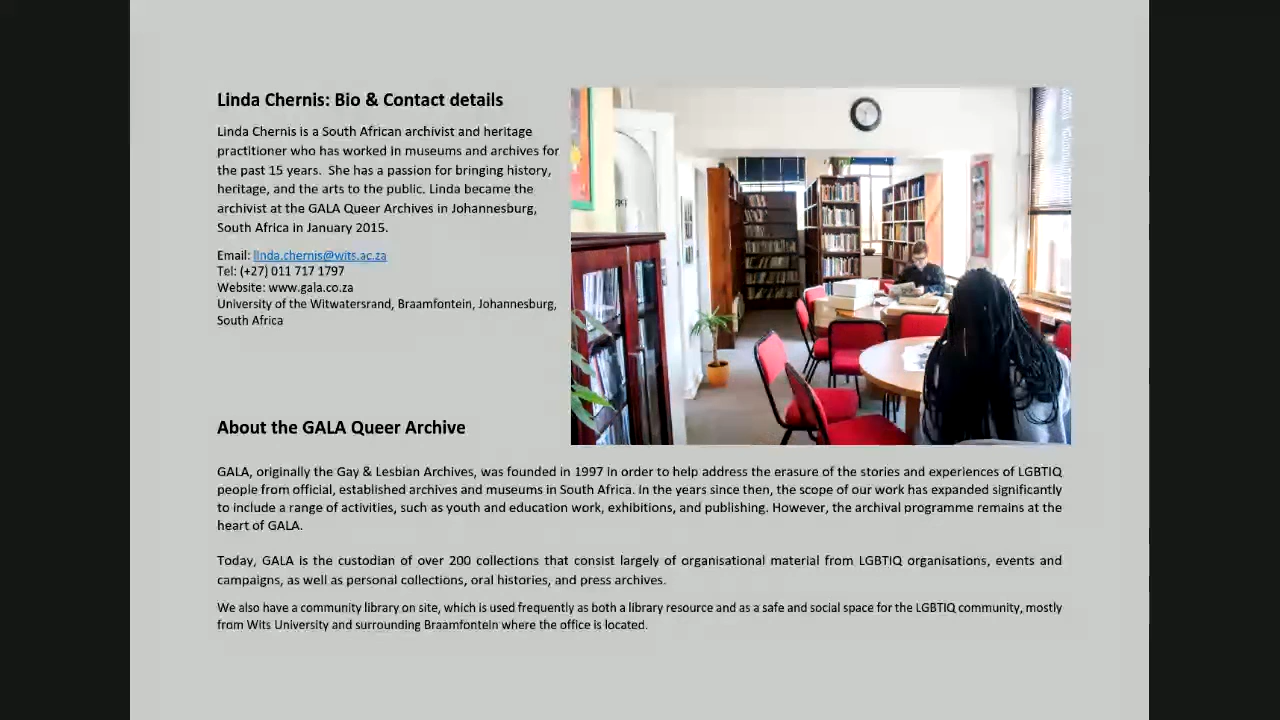 Linda Chernis: Bio & Contact details
Linda Chernis is a South African archivist and heritage
practitioner who has worked in museums and archives for
the past 15 years. She has a passion for bringing history,
heritage, and the arts to the public. Linda became the
archivist at the GALA Queer Archives in Johannesburg,
South Africa in January 2015.
Email: linda.chernis@wits.ac.za
Tel: (+27) 011 717 1797
Website: www.gala.co.za
University of the Witwatersrand, Braamfontein, Johannesburg,
South Africa
About the GALA Queer Archive
GALA, originally the Gay & Lesbian Archives, was founded in 1997 in order to help address the erasure of the stories and experiences of LGBTIQ
people from official, established archives and museums in South Africa. In the years since then, the scope of our work has expanded significantly
to include a range of activities, such as youth and education work, exhibitions, and publishing. However, the archival programme remains at the
heart of GALA.
Today, GALA is the custodian of over 200 collections that consist largely of organisational material from LGBTIQ organisations, events and
campaigns, as well as personal collections, oral histories, and press archives.
We also have a community library on site, which is used frequently as both a library resource and as a safe and social space for the LGBTIQ community, mostly
from Wits University and surrounding Braamfontein where the office is located.